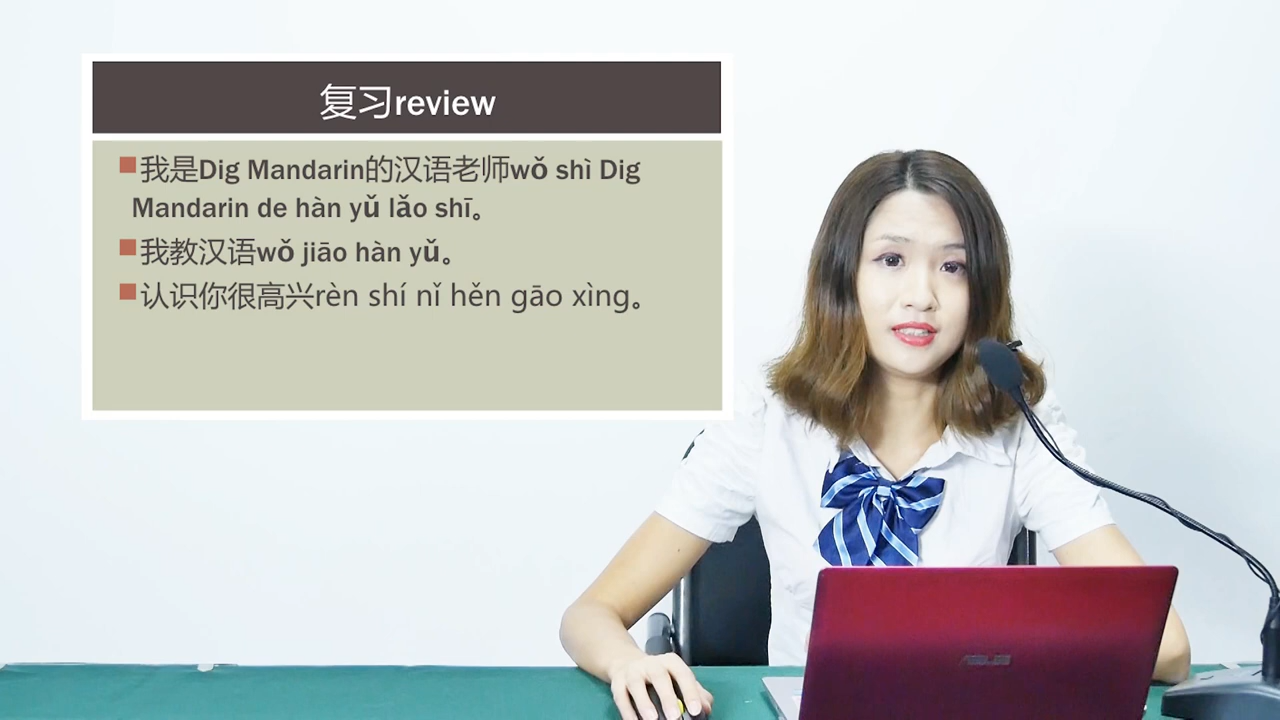 复习review
我是Dig Mandarin的汉语老师wǒ shì Dig
Mandarin de hàn yǔ lǎo shī。
我教汉语wǒ jiāo hàn yǔ。
认识你很高兴rèn shí nǐ hěn gāo xìng。
ASUS